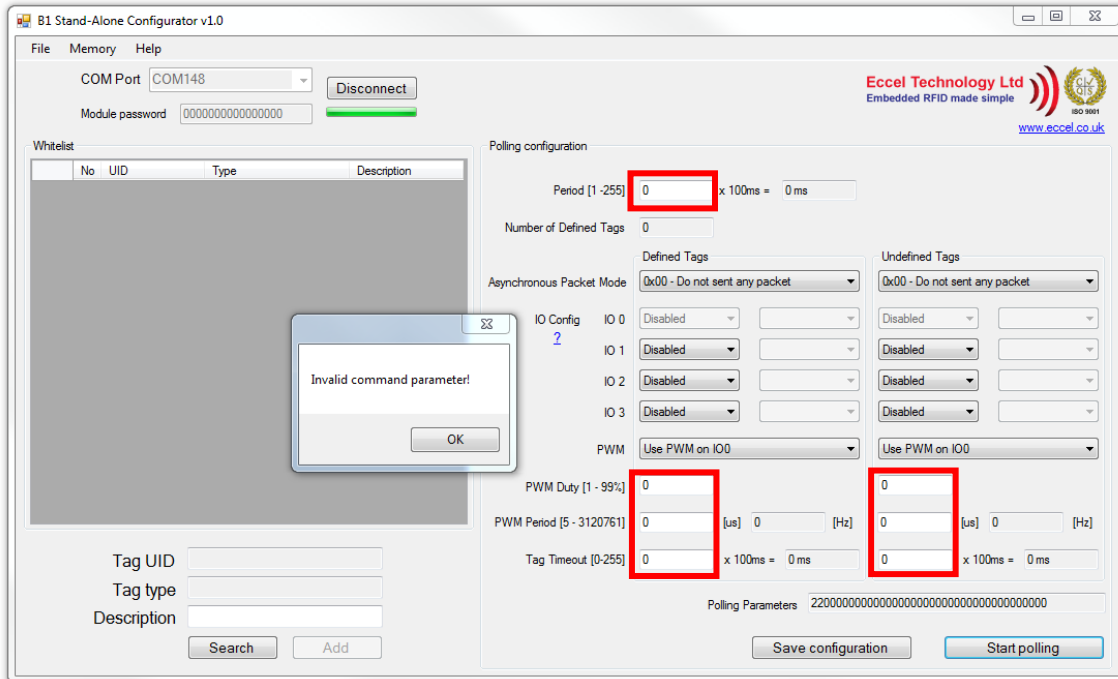 B1 Stand-Alone Configurator v1.0
File Memory Help
COM Port COM148
Disconnect
Module password 0000000000000000
Eccel Technology Ltd
Embedded RFID made simple
ISO 9001
www.eccel.co.uk
Whitelist
No UID Type Description
Polling configuration
Period [1 -255] 0 x 100ms = 0 ms
Number of Defined Tags 0
Defined Tags Undefined Tags
Asynchronous Packet Mode 0x00 - Do not sent any packet 0x00 - Do not sent any packet
IO Config IO 0 Disabled Disabled
?
IO 1 Disabled Disabled
IO 2 Disabled Disabled
IO 3 Disabled Disabled
PWM Use PWM on IO0 Use PWM on IO0
PWM Duty [1 - 99%] 0 0
PWM Period [5 - 3120761] 0 [us] 0 [Hz] 0 [us] 0 [Hz]
Tag Timeout [0-255] 0 x 100ms = 0 ms 0 x 100ms = 0 ms
Polling Parameters
Save configuration Start polling
Invalid command parameter!
OK
Tag UID
Tag type
Description
Search Add